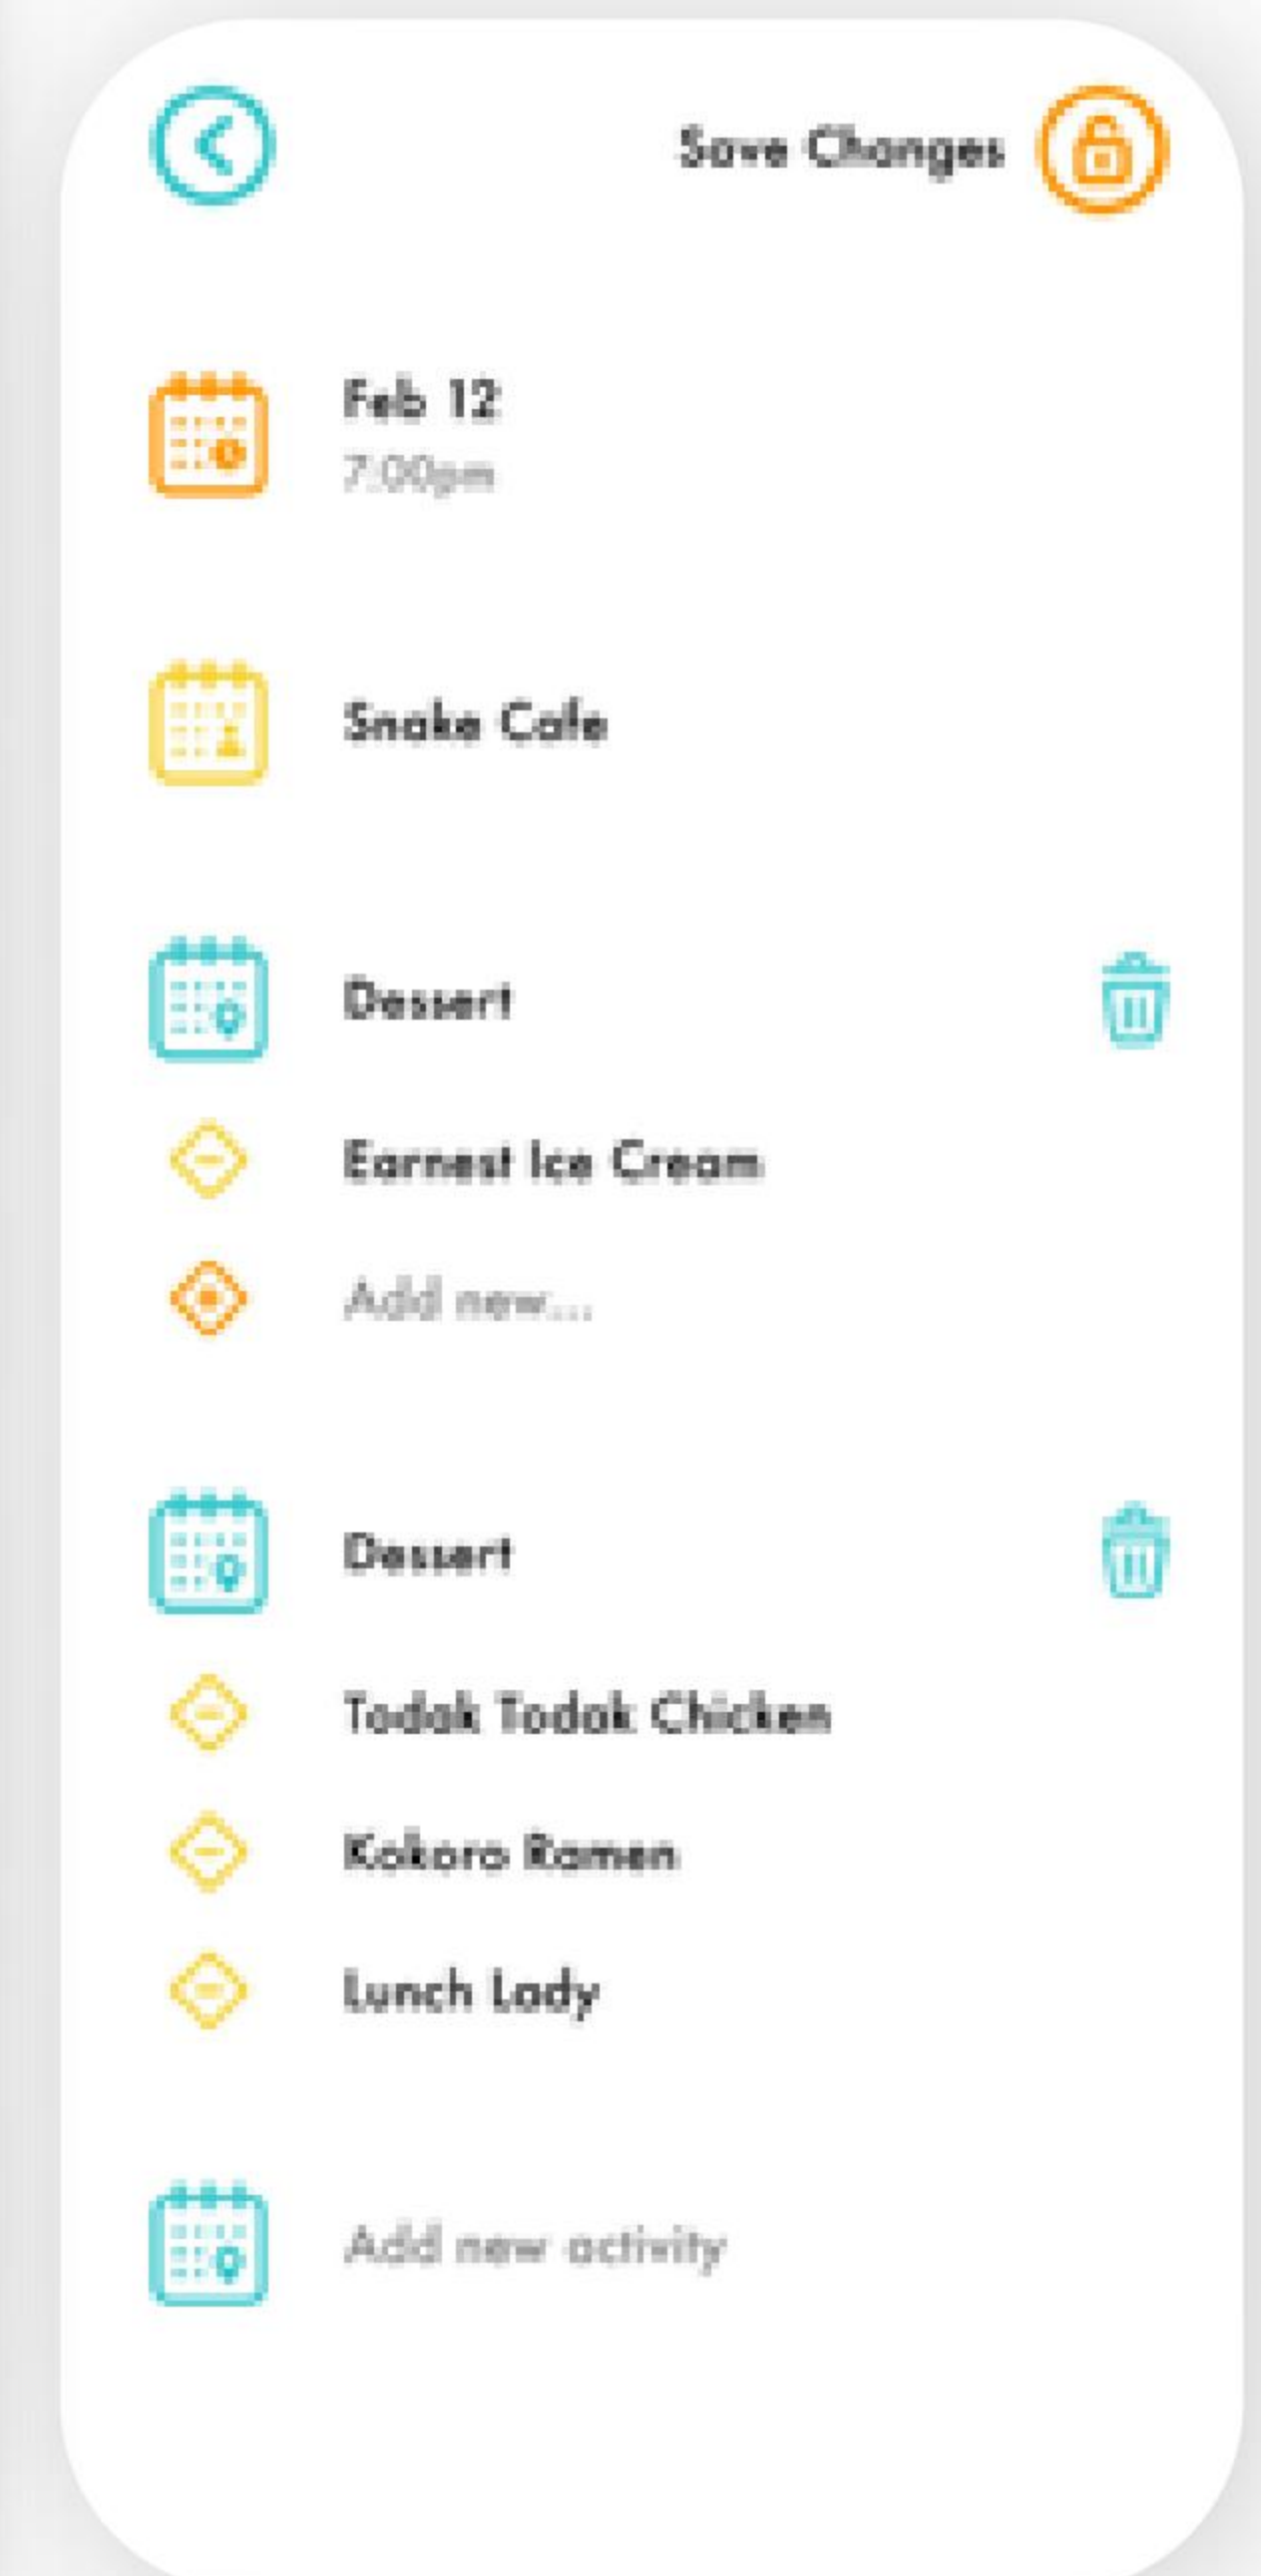 Save Changes
Feb 12
7:00pm
Snake Cafe
Dessert
Earnest Ice Cream
Add new...
Dessert
Todak Todak Chicken
Kokoro Ramen
Lunch Lady
Add new activity